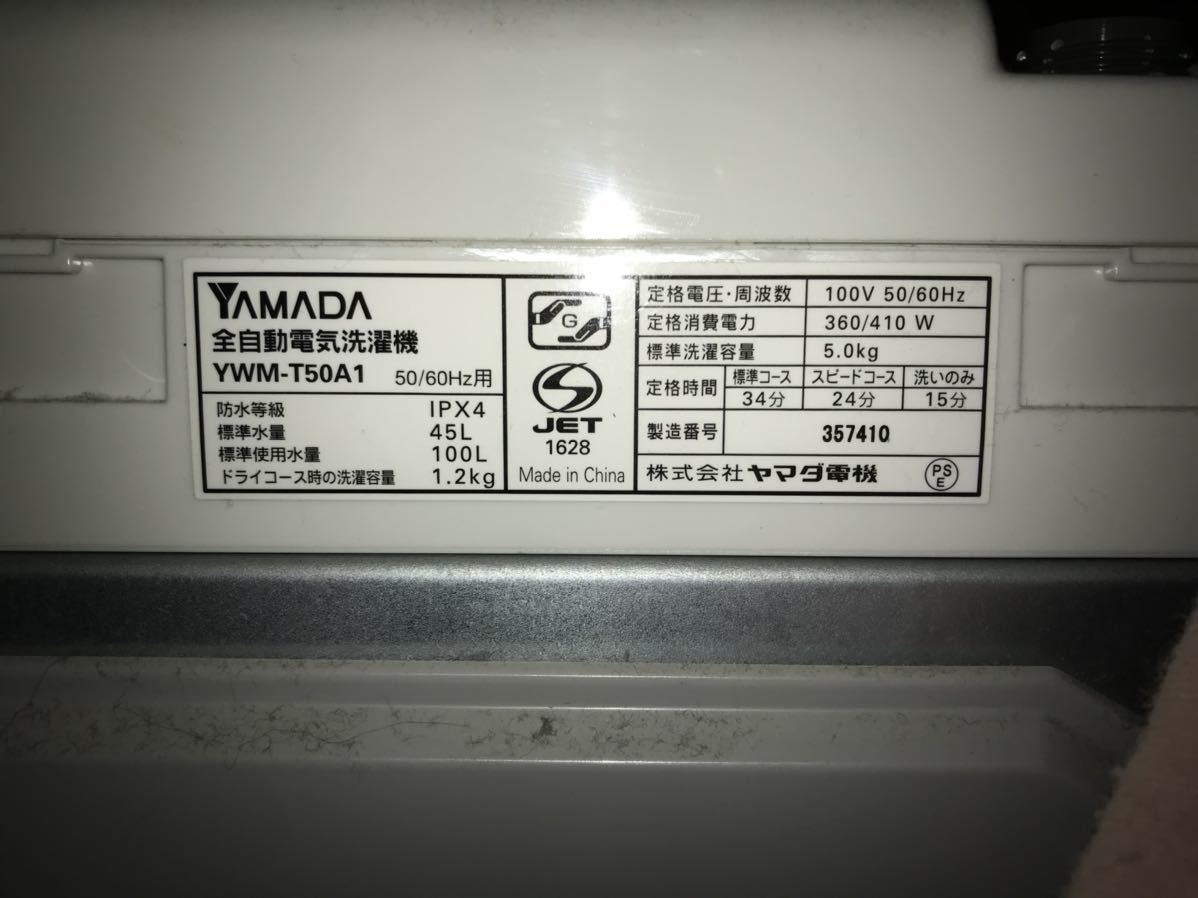 YAMADA
全自動電気洗濯機
YWM-T50A1 50/60Hz用
防水等級 IPX4
標準水量 45L
標準使用水量 100L
ドライコース時の洗濯容量 1.2kg
G
S
JET
1628
Made in China
定格電圧・周波数 100V 50/60Hz
定格消費電力 360/410 W
標準洗濯容量 5.0kg
定格時間 標準コース スピードコース 洗いのみ
34分 24分 15分
製造番号 357410
株式会社ヤマダ電機 PS E